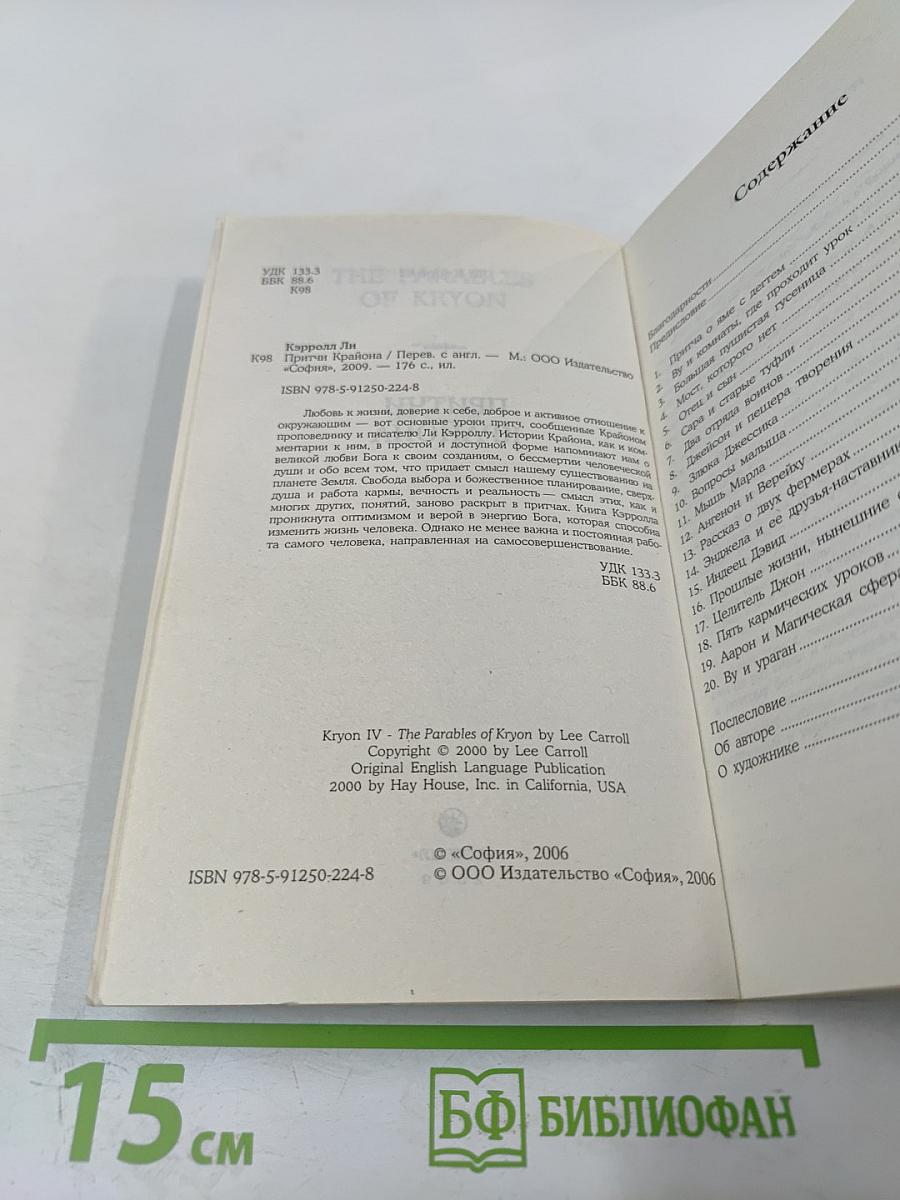 УДК 133.3
ББК 88.6
К98
THE PARABLES
OF KRYON
Кэрролл Ли
К98 Притчи Крайона / Перев. с англ. — М.: ООО Издательство
«София», 2009. — 176 с., ил.
ISBN 978-5-91250-224-8
Любовь к жизни, доверие к себе, доброе и активное отношение к
окружающим — вот основные уроки притч, сообщенные Крайоном
проповеднику и писателю Ли Кэрроллу. Истории Крайона, как и ком-
ментарии к ним, в простой и доступной форме напоминают нам о
великой любви Бога к своим созданиям, о бессмертии человеческой
души и обо всем том, что придает смысл нашему существованию на
планете Земля. Свобода выбора и божественное планирование, сверх-
душа и работа кармы, вечность и реальность — смысл этих, как и
многих других, понятий, заново раскрыт в притчах. Книга Кэрролла
проникнута оптимизмом и верой в энергию Бога, которая способна
изменить жизнь человека. Однако не менее важна и постоянная рабо-
та самого человека, направленная на самосовершенствование.
УДК 133.3
ББК 88.6
Kryon IV - The Parables of Kryon by Lee Carroll
Copyright © 2000 by Lee Carroll
Original English Language Publication
2000 by Hay House, Inc. in California, USA
© «София», 2006
ISBN 978-5-91250-224-8 © ООО Издательство «София», 2006
Содержание
Благодарности
Предисловие
1. Притча о яме с дегтем
2. Ву и комнаты, где проходит урок
3. Большая пушистая гусеница
4. Мост, которого нет
5. Отец и сын
6. Сара и старые туфли
7. Два отряда воинов
8. Джейсон и пещера творения
9. Злюка Джессика
10. Вопросы малыша
11. Мышь Марла
12. Ангенон и Верейху
13. Рассказ о двух фермерах
14. Энджела и ее друзья-наставники
15. Индеец Дэвид
16. Прошлые жизни, нынешние
17. Целитель Джон
18. Пять кармических уроков
19. Аарон и Магическая сфера
20. Ву и ураган
Послесловие
Об авторе
О художнике
15 см
БФ БИБЛИОФАН